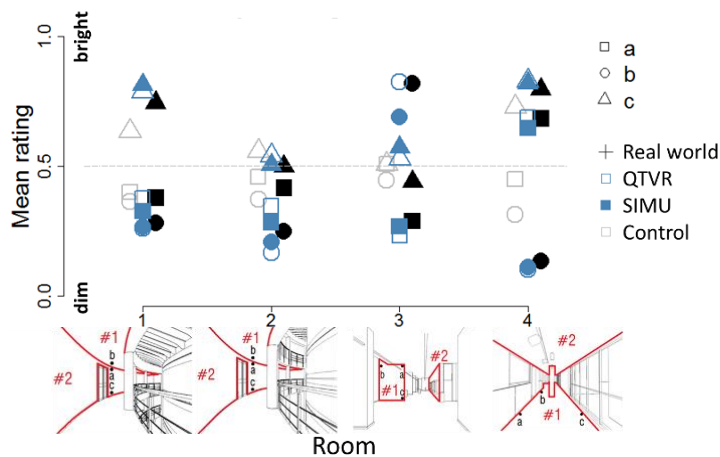 bright
1.0
0.5
0.0
dim
Mean rating
a
b
c
Real world
QTVR
SIMU
Control
1 2 3 4
#1
#2
b
a
c
#1
#2
b
a
c
#2
#1
b
a
c
#2
#1
b
a
c
Room